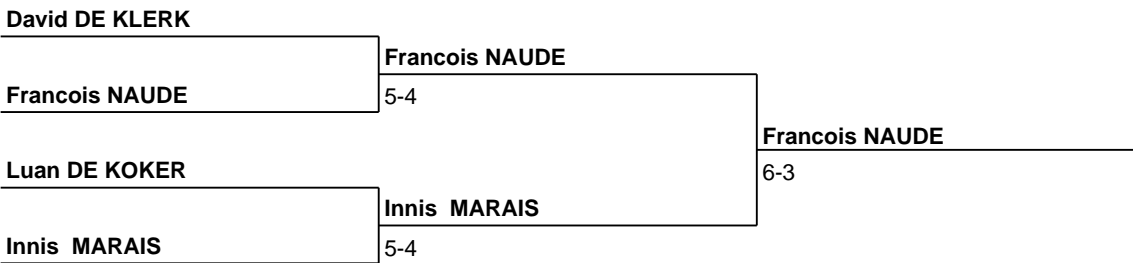 David DE KLERK
Francois NAUDE
Francois NAUDE
5-4
Francois NAUDE
Luan DE KOKER
6-3
Innis  MARAIS
Innis  MARAIS
5-4